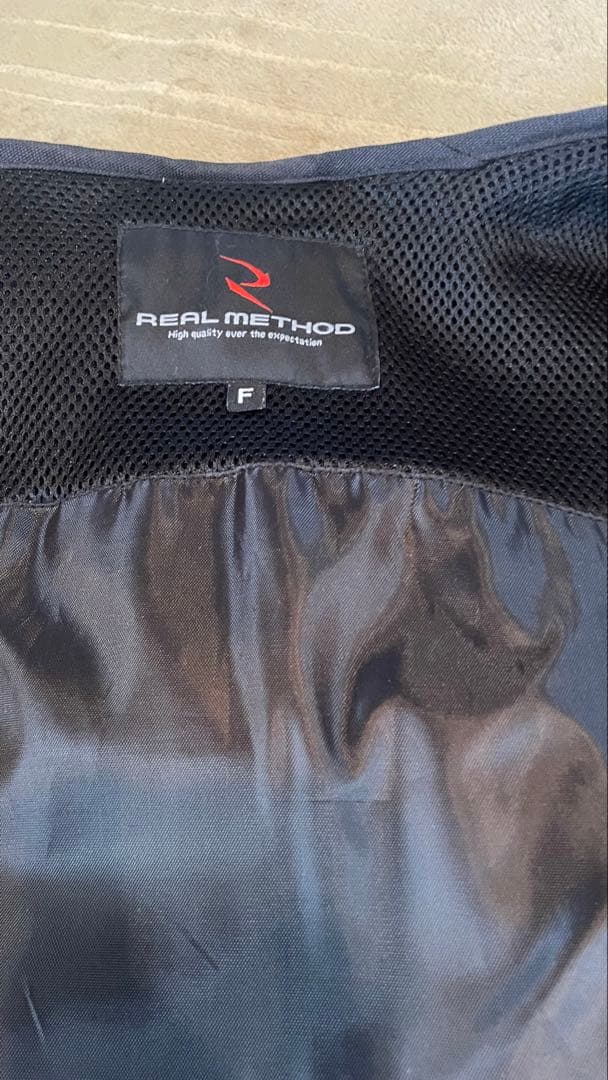 REAL METHOD
High quality over the expectation
F